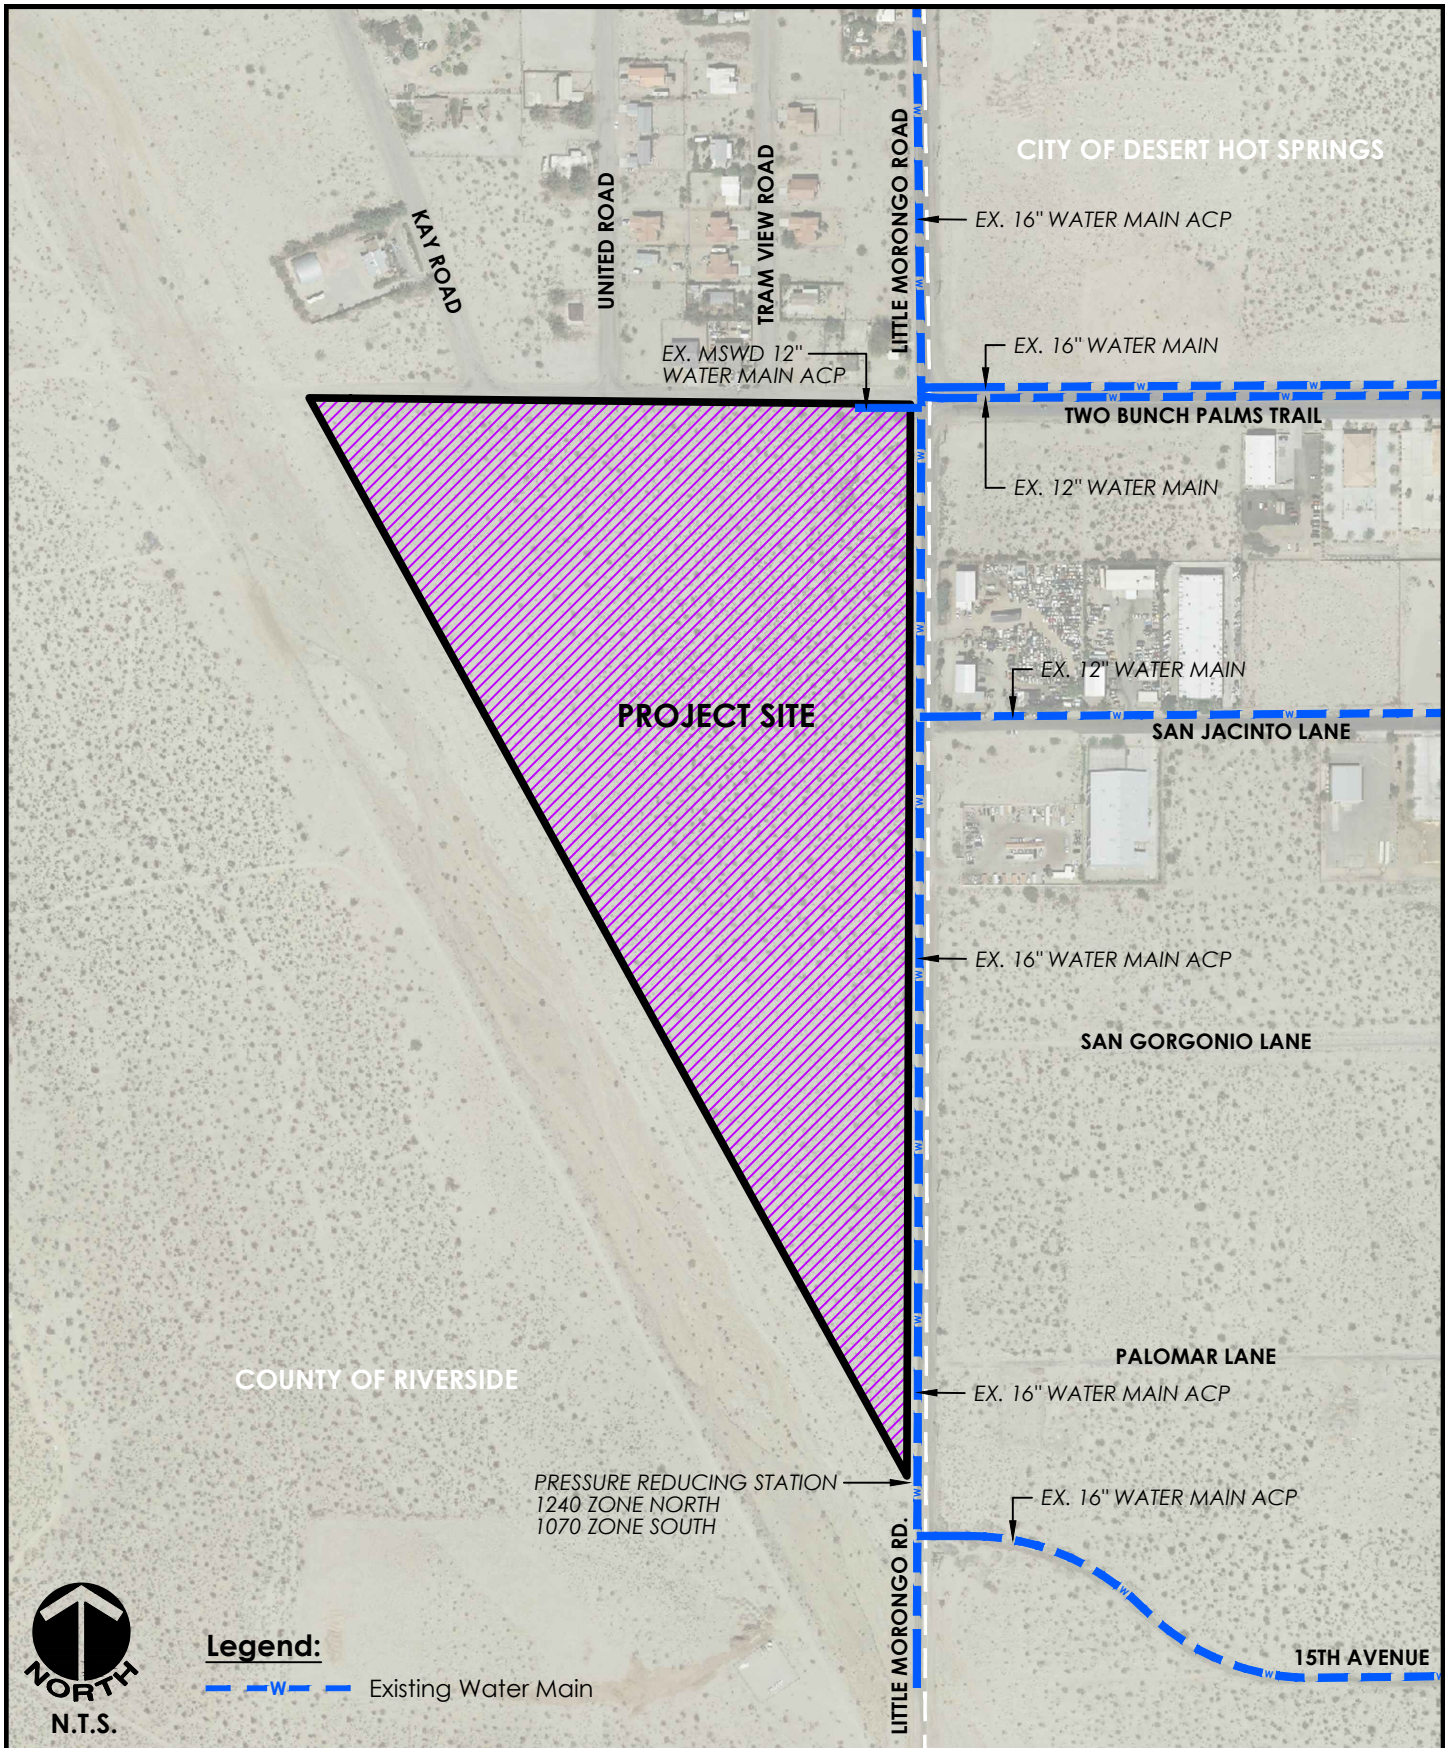 CITY OF DESERT HOT SPRINGS
KAY ROAD
UNITED ROAD
TRAM VIEW ROAD
LITTLE MORONGO ROAD
EX. 16" WATER MAIN ACP
EX. MSWD 12"
WATER MAIN ACP
EX. 16" WATER MAIN
TWO BUNCH PALMS TRAIL
EX. 12" WATER MAIN
EX. 12" WATER MAIN
PROJECT SITE
SAN JACINTO LANE
EX. 16" WATER MAIN ACP
SAN GORGONIO LANE
PALOMAR LANE
COUNTY OF RIVERSIDE
EX. 16" WATER MAIN ACP
PRESSURE REDUCING STATION
1240 ZONE NORTH
1070 ZONE SOUTH
EX. 16" WATER MAIN ACP
LITTLE MORONGO RD.
15TH AVENUE
NORTH
N.T.S.
Legend:
W Existing Water Main